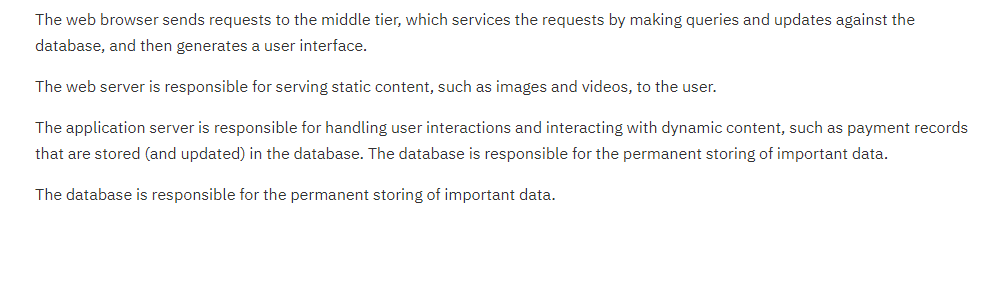 The web browser sends requests to the middle tier, which services the requests by making queries and updates against the
database, and then generates a user interface.
The web server is responsible for serving static content, such as images and videos, to the user.
The application server is responsible for handling user interactions and interacting with dynamic content, such as payment records
that are stored (and updated) in the database. The database is responsible for the permanent storing of important data.
The database is responsible for the permanent storing of important data.